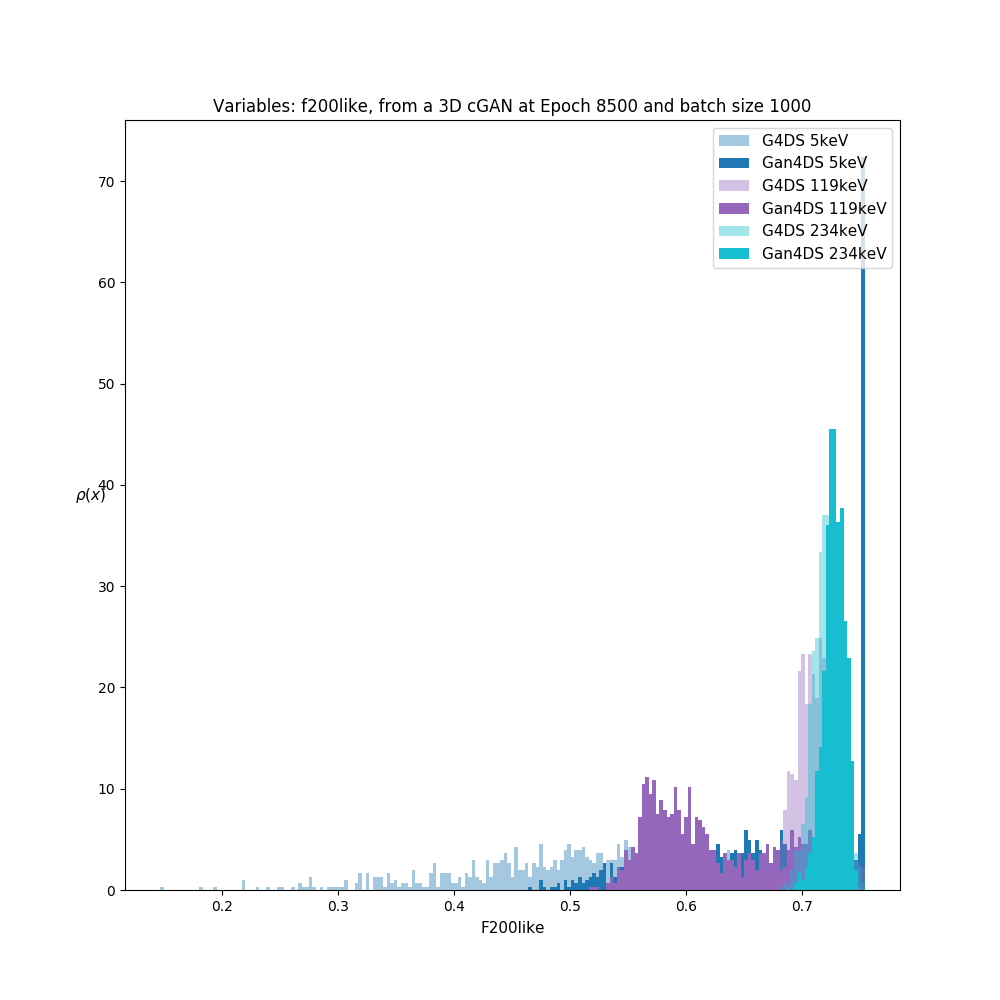 Variables: f200like, from a 3D cGAN at Epoch 8500 and batch size 1000
G4DS 5keV
Gan4DS 5keV
G4DS 119keV
Gan4DS 119keV
G4DS 234keV
Gan4DS 234keV
70
60
50
40
ρ(x)
30
20
10
0
0.2 0.3 0.4 0.5 0.6 0.7
F200like